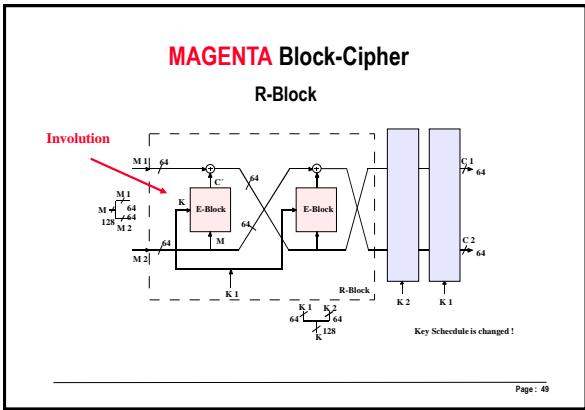 MAGENTA Block-Cipher
R-Block
Involution
M 1
64
C'
64
C 1
64
M 1
64
M
64
128
M 2
K
E-Block
E-Block
64
M
M 2
64
C 2
64
K 1
R-Block
K 2
K 1
K 1
K 2
64
64
128
K
Key Schecdule is changed !
Page : 49